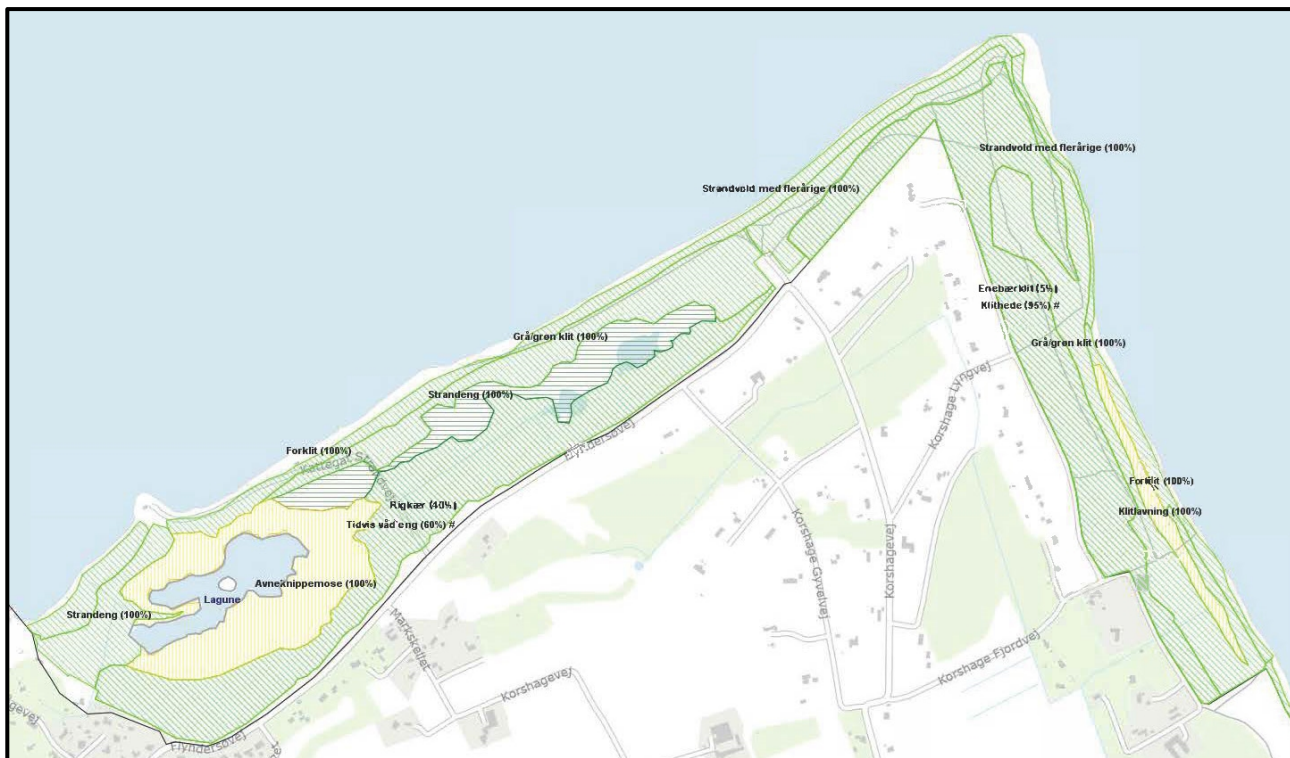 Strandvold med flerårige (100%)
Strandvold med flerårige (100%)
Enebærklit (5%)
Klithede (95%) #
Grå/grøn klit (100%)
Grå/grøn klit (100%)
Strandeng (100%)
Korshage Lyngvej
Flyndersøvej
Forklit (100%)
Kattegat Strandvej
Forklit (100%)
Rigkær (40%)
Klitlavning (100%)
Tidvis våd eng (60%) #
Korshagevej
Korshage Gyvelvej
Avneknippemose (100%)
Lagune
Strandeng (100%)
Markskellet
Korshage Fjordvej
Korshagevej
gevej
Flyndersøvej